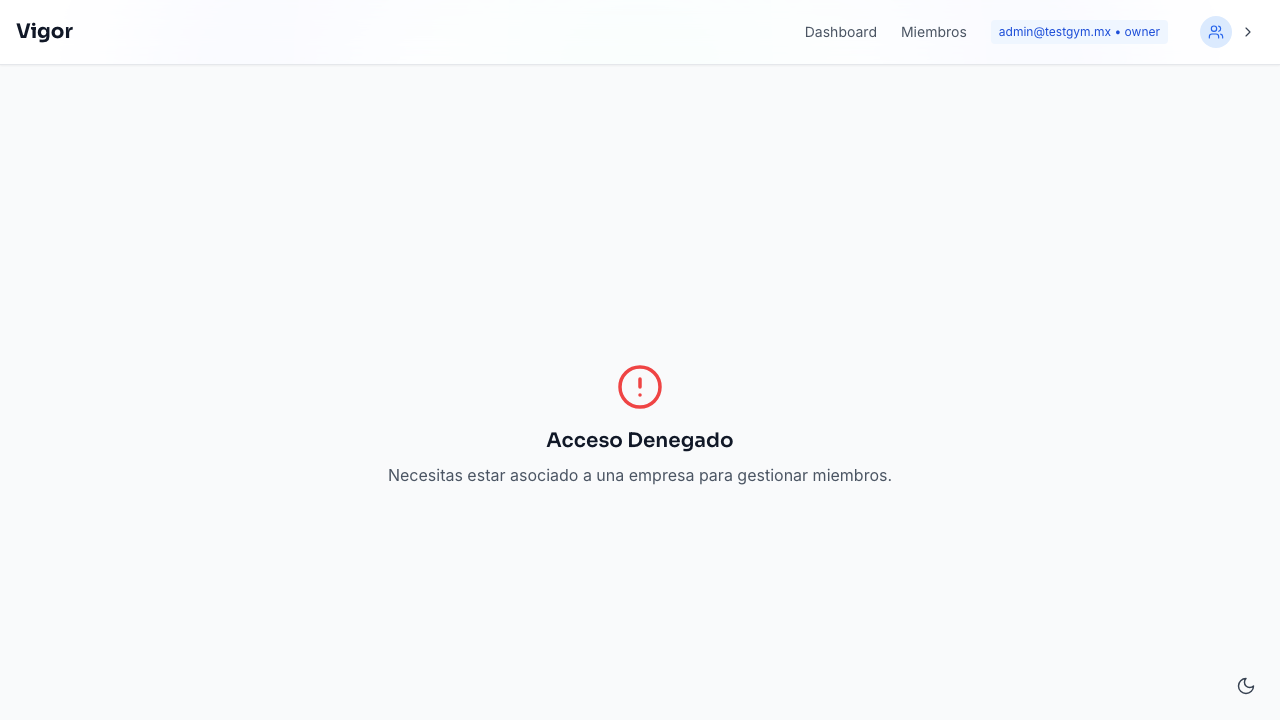 Vigor
Dashboard
Miembros
admin@testgym.mx • owner
Acceso Denegado
Necesitas estar asociado a una empresa para gestionar miembros.